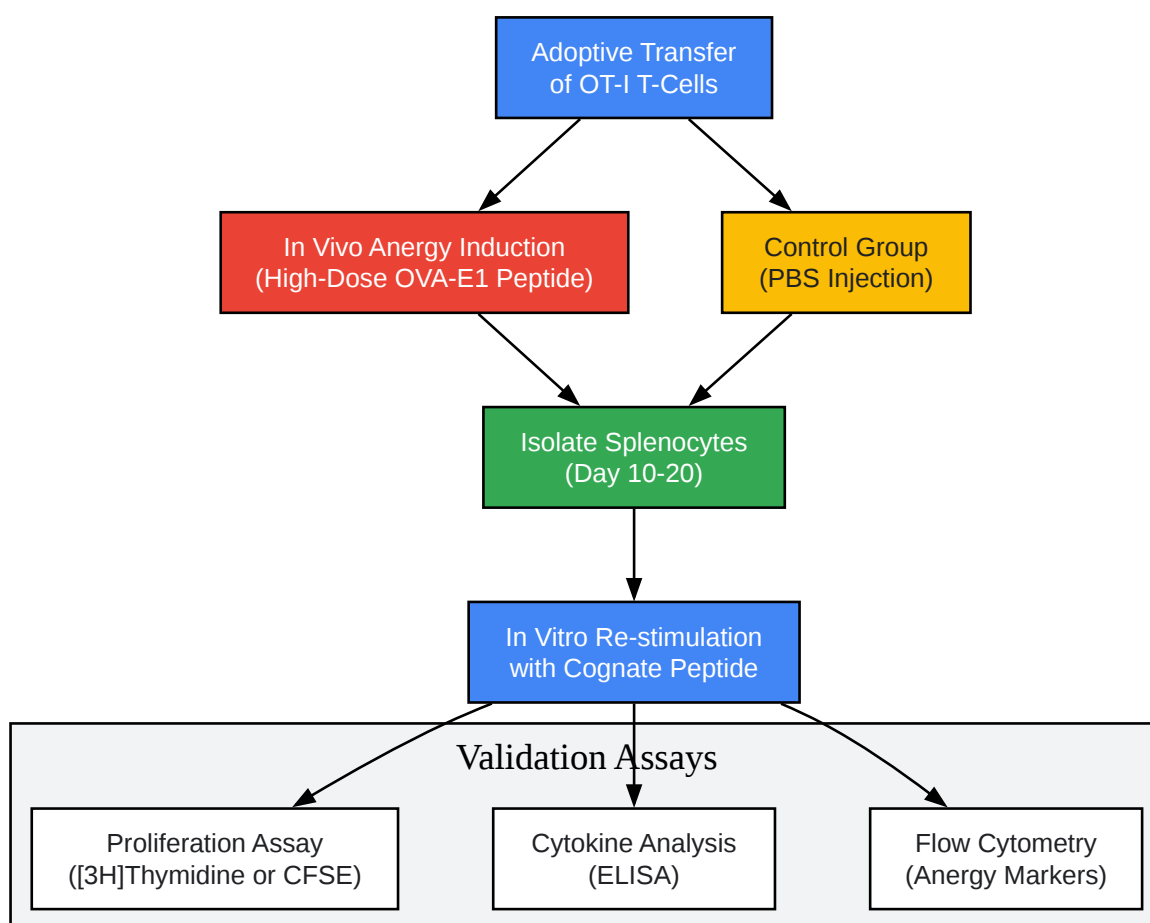 Adoptive Transfer
of OT-I T-Cells
In Vivo Anergy Induction
(High-Dose OVA-E1 Peptide)
Control Group
(PBS Injection)
Isolate Splenocytes
(Day 10-20)
In Vitro Re-stimulation
with Cognate Peptide
Validation Assays
Proliferation Assay
([3H]Thymidine or CFSE)
Cytokine Analysis
(ELISA)
Flow Cytometry
(Anergy Markers)